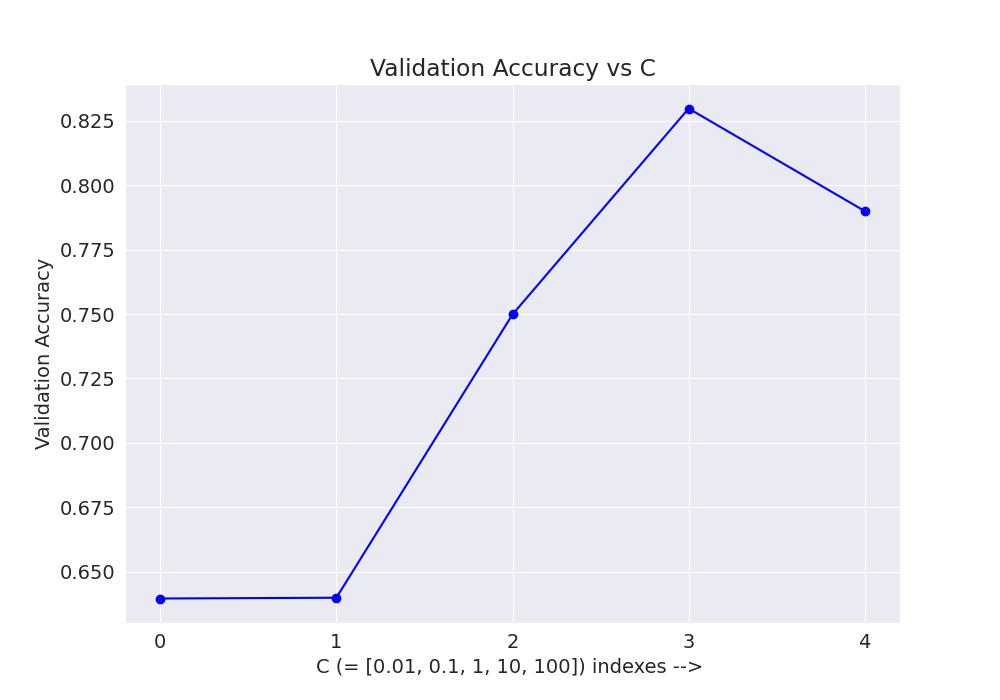 Validation Accuracy vs C
Validation Accuracy
0.825
0.800
0.775
0.750
0.725
0.700
0.675
0.650
0 1 2 3 4
C (= [0.01, 0.1, 1, 10, 100]) indexes -->